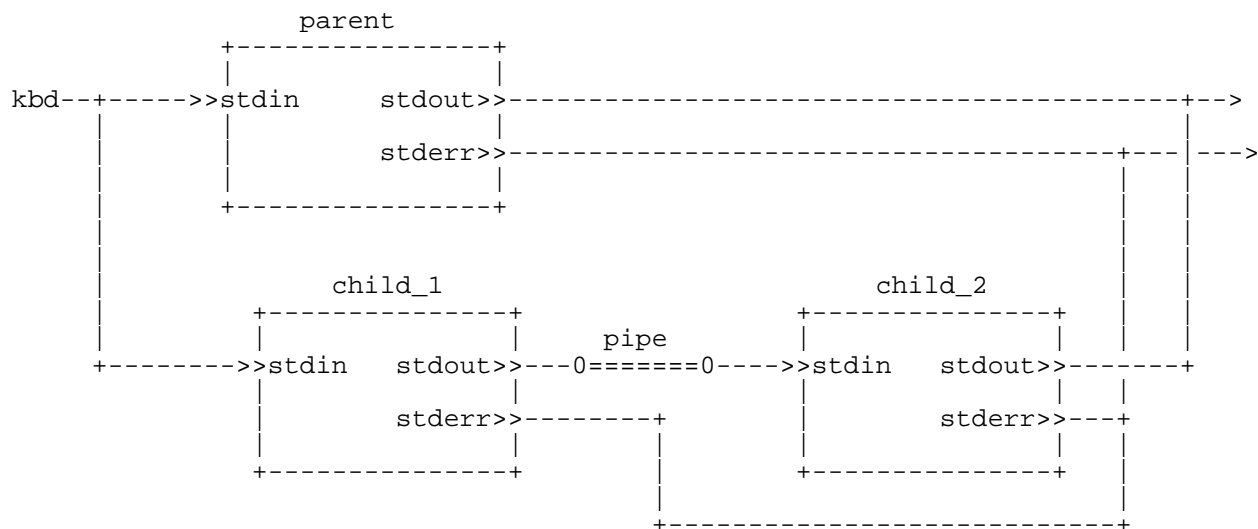 parent
kbd stdin stdout
stderr
child_1 child_2
pipe
stdin stdout stdin stdout
stderr stderr